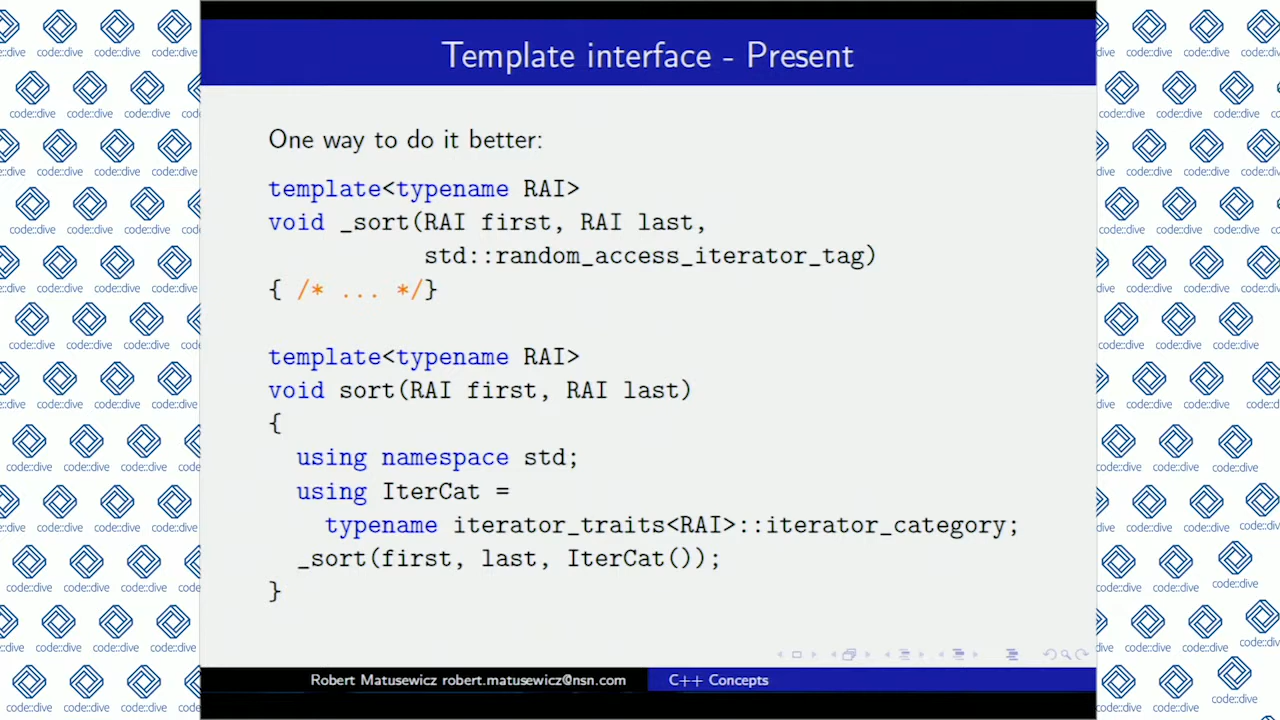 Template interface - Present
One way to do it better:
template<typename RAI>
void _sort(RAI first, RAI last,
std::random_access_iterator_tag)
{ /* ... */}
template<typename RAI>
void sort(RAI first, RAI last)
{
using namespace std;
using IterCat =
typename iterator_traits<RAI>::iterator_category;
_sort(first, last, IterCat());
}
Robert Matusewicz robert.matusewicz@nsn.com
C++ Concepts
code::dive